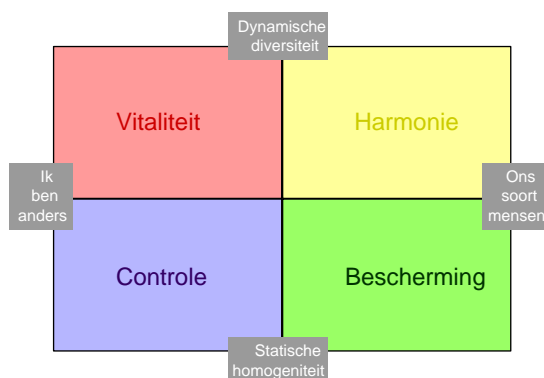 Dynamische
diversiteit
Vitaliteit
Harmonie
Ik
ben
anders
Ons
soort
mensen
Controle
Bescherming
Statische
homogeniteit